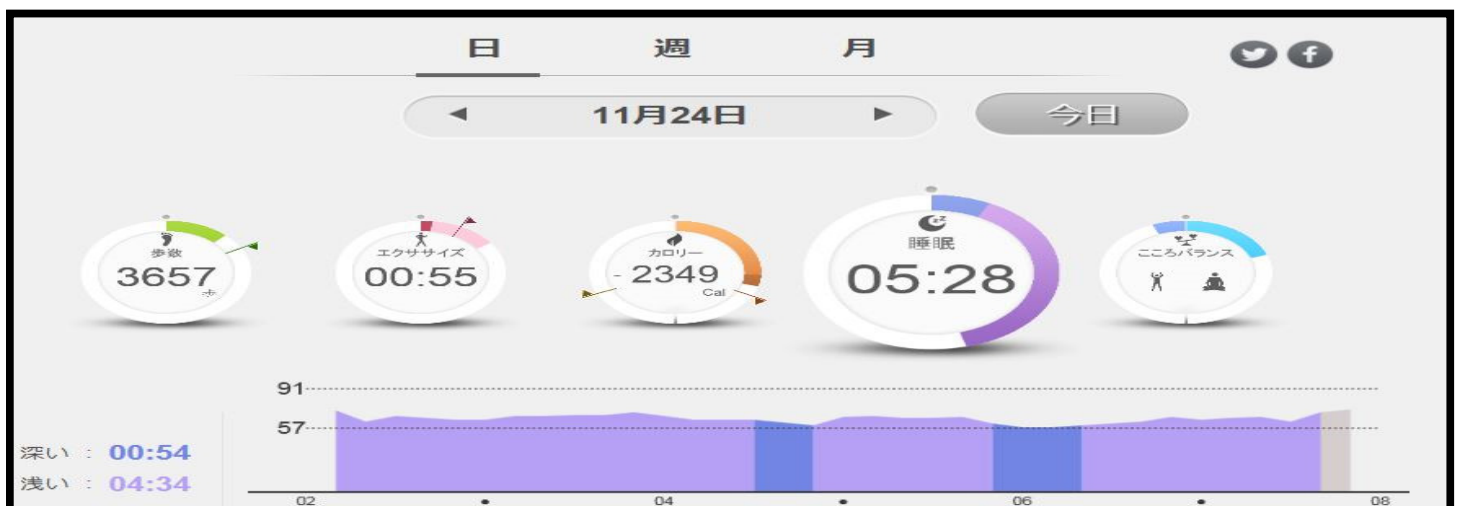 日 週 月
11月24日 今日
歩数
3657
歩
エクササイズ
00:55
カロリー
- 2349
Cal
睡眠
05:28
こころバランス
91
57
深い : 00:54
浅い : 04:34
02 04 06 08